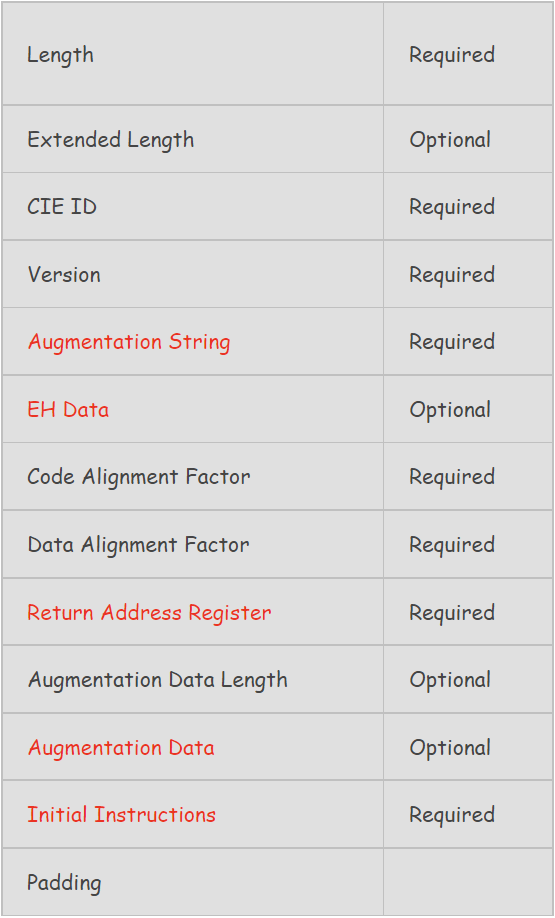 Length Required
Extended Length Optional
CIE ID Required
Version Required
Augmentation String Required
EH Data Optional
Code Alignment Factor Required
Data Alignment Factor Required
Return Address Register Required
Augmentation Data Length Optional
Augmentation Data Optional
Initial Instructions Required
Padding